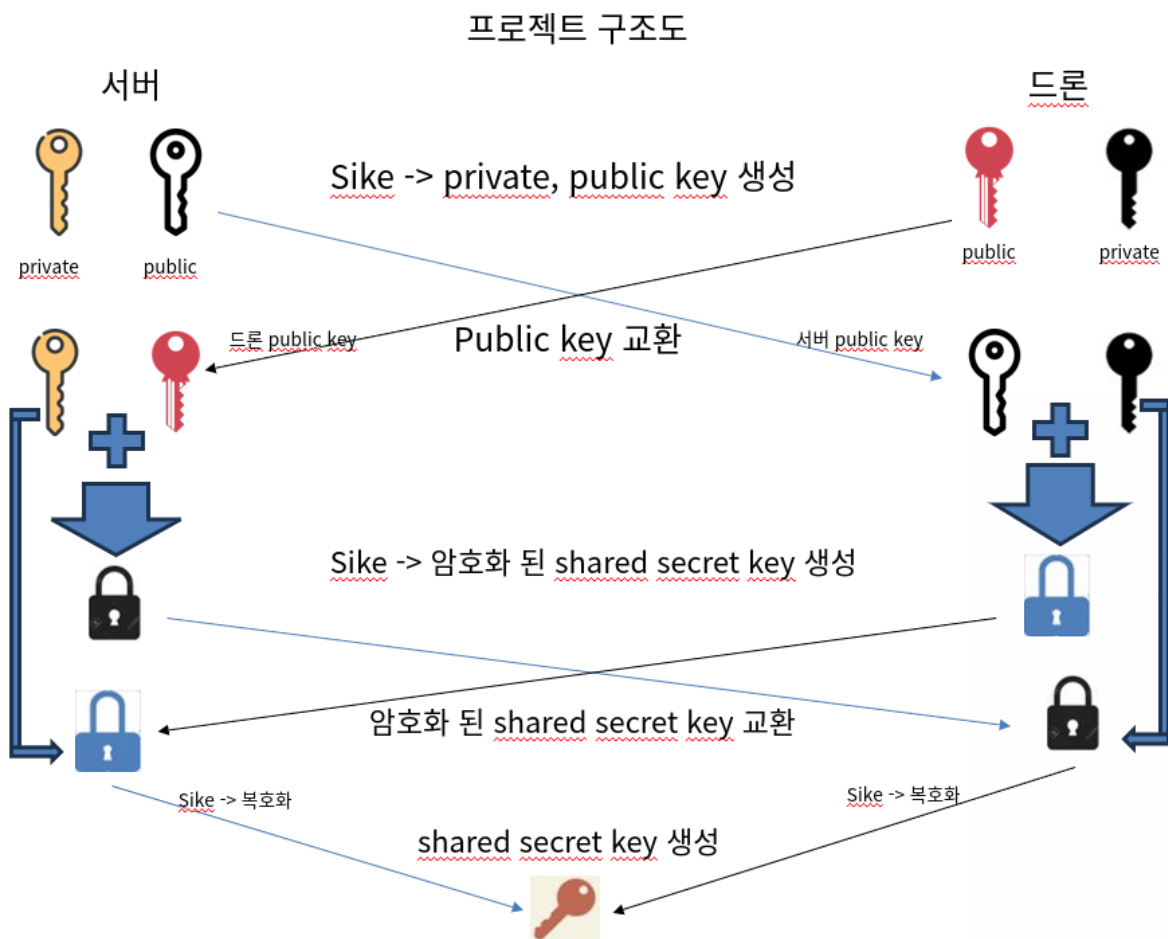 프로젝트 구조도
서버
드론
Sike -> private, public key 생성
private
public
public
private
드론 public key
Public key 교환
서버 public key
Sike -> 암호화 된 shared secret key 생성
암호화 된 shared secret key 교환
Sike -> 복호화
Sike -> 복호화
shared secret key 생성